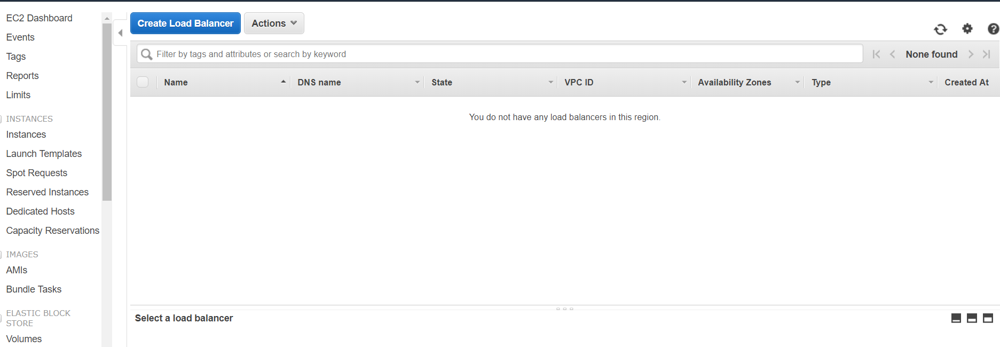 EC2 Dashboard
Events
Tags
Reports
Limits
INSTANCES
Instances
Launch Templates
Spot Requests
Reserved Instances
Dedicated Hosts
Capacity Reservations
IMAGES
AMIs
Bundle Tasks
ELASTIC BLOCK
STORE
Volumes
Create Load Balancer Actions
Filter by tags and attributes or search by keyword None found
Name DNS name State VPC ID Availability Zones Type Created At
You do not have any load balancers in this region.
Select a load balancer